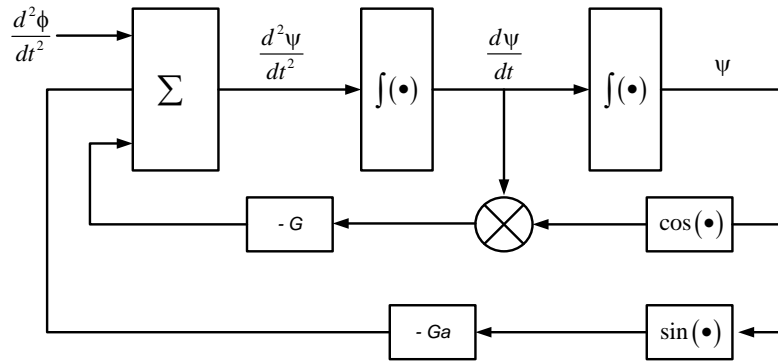 d²ϕ/dt²
∑
d²ψ/dt²
∫(•)
dψ/dt
∫(•)
ψ
- G
cos(•)
- Ga
sin(•)